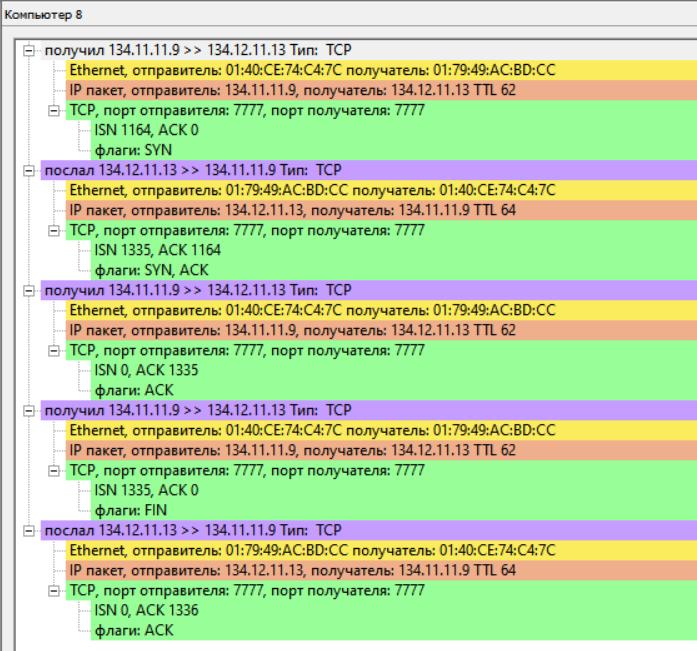 Компьютер 8
получил 134.11.11.9 >> 134.12.11.13 Тип: TCP
Ethernet, отправитель: 01:40:CE:74:C4:7C получатель: 01:79:49:AC:BD:CC
IP пакет, отправитель: 134.11.11.9, получатель: 134.12.11.13 TTL 62
TCP, порт отправителя: 7777, порт получателя: 7777
ISN 1164, ACK 0
флаги: SYN
послал 134.12.11.13 >> 134.11.11.9 Тип: TCP
Ethernet, отправитель: 01:79:49:AC:BD:CC получатель: 01:40:CE:74:C4:7C
IP пакет, отправитель: 134.12.11.13, получатель: 134.11.11.9 TTL 64
TCP, порт отправителя: 7777, порт получателя: 7777
ISN 1335, ACK 1164
флаги: SYN, ACK
получил 134.11.11.9 >> 134.12.11.13 Тип: TCP
Ethernet, отправитель: 01:40:CE:74:C4:7C получатель: 01:79:49:AC:BD:CC
IP пакет, отправитель: 134.11.11.9, получатель: 134.12.11.13 TTL 62
TCP, порт отправителя: 7777, порт получателя: 7777
ISN 0, ACK 1335
флаги: ACK
получил 134.11.11.9 >> 134.12.11.13 Тип: TCP
Ethernet, отправитель: 01:40:CE:74:C4:7C получатель: 01:79:49:AC:BD:CC
IP пакет, отправитель: 134.11.11.9, получатель: 134.12.11.13 TTL 62
TCP, порт отправителя: 7777, порт получателя: 7777
ISN 1335, ACK 0
флаги: FIN
послал 134.12.11.13 >> 134.11.11.9 Тип: TCP
Ethernet, отправитель: 01:79:49:AC:BD:CC получатель: 01:40:CE:74:C4:7C
IP пакет, отправитель: 134.12.11.13, получатель: 134.11.11.9 TTL 64
TCP, порт отправителя: 7777, порт получателя: 7777
ISN 0, ACK 1336
флаги: ACK